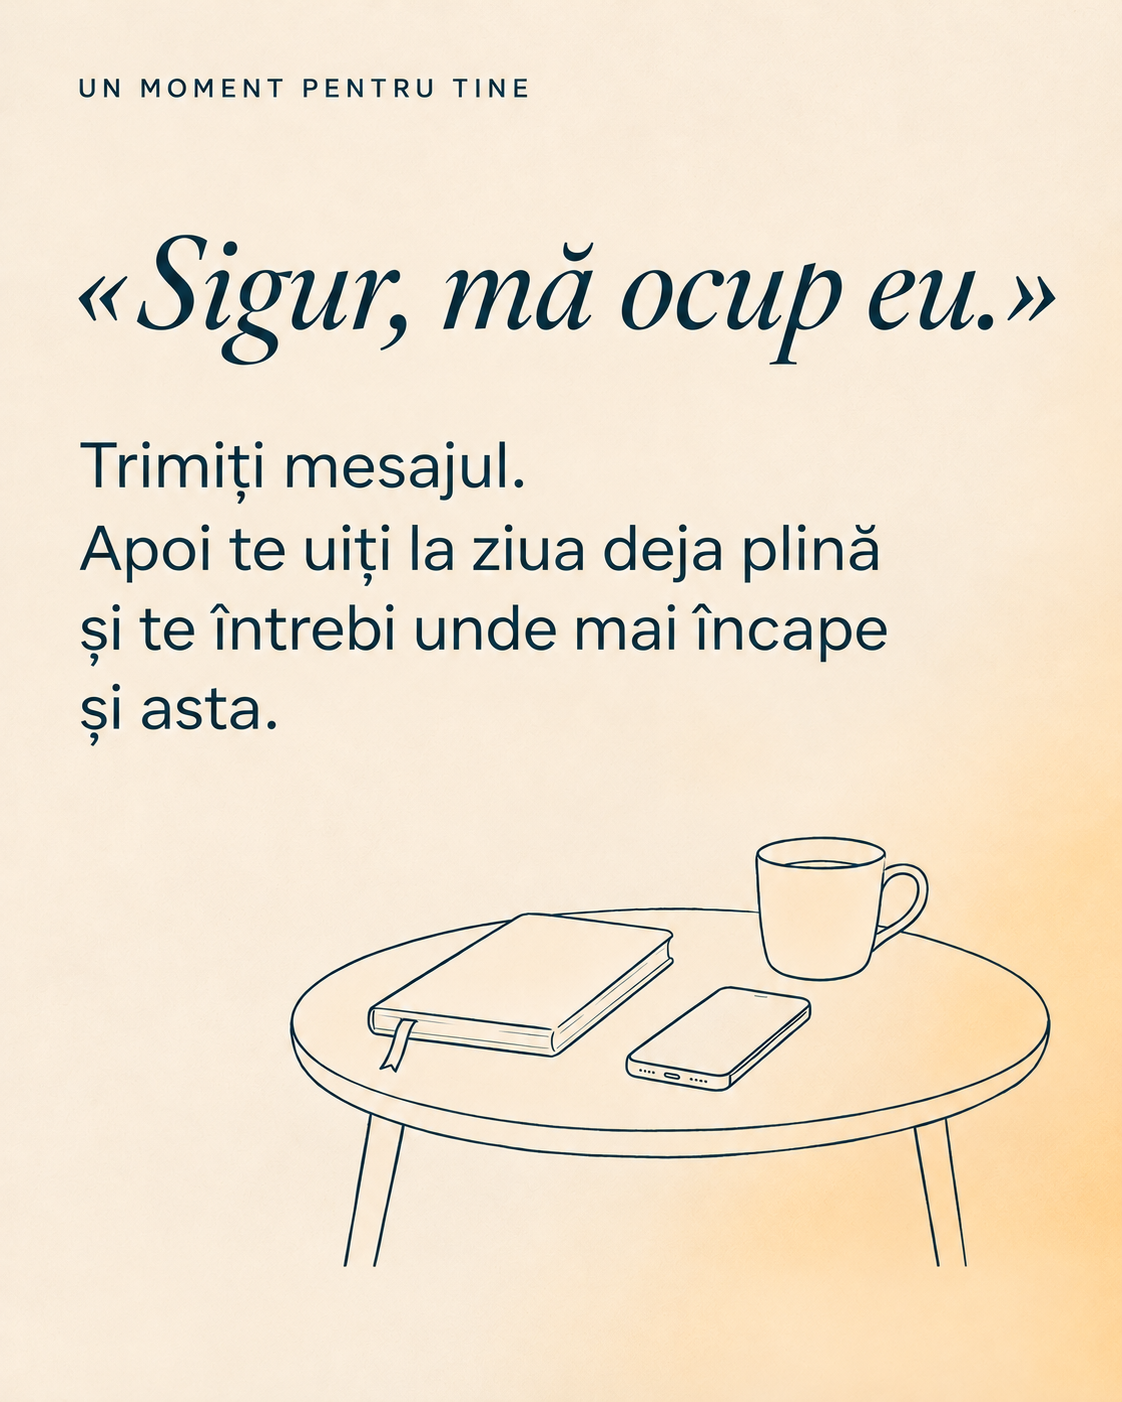 UN MOMENT PENTRU TINE
«Sigur, mă ocup eu.»
Trimiți mesajul.
Apoi te uiți la ziua deja plină
și te întrebi unde mai încape
și asta.